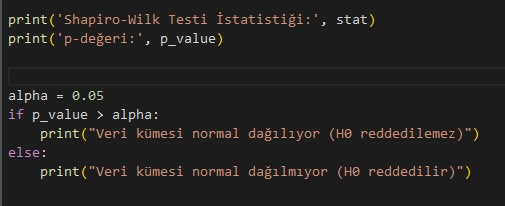 print('Shapiro-Wilk Testi İstatistiği:', stat)
print('p-değeri:', p_value)
alpha = 0.05
if p_value > alpha:
    print("Veri kümesi normal dağılıyor (H0 reddedilemez)")
else:
    print("Veri kümesi normal dağılmıyor (H0 reddedilir)")